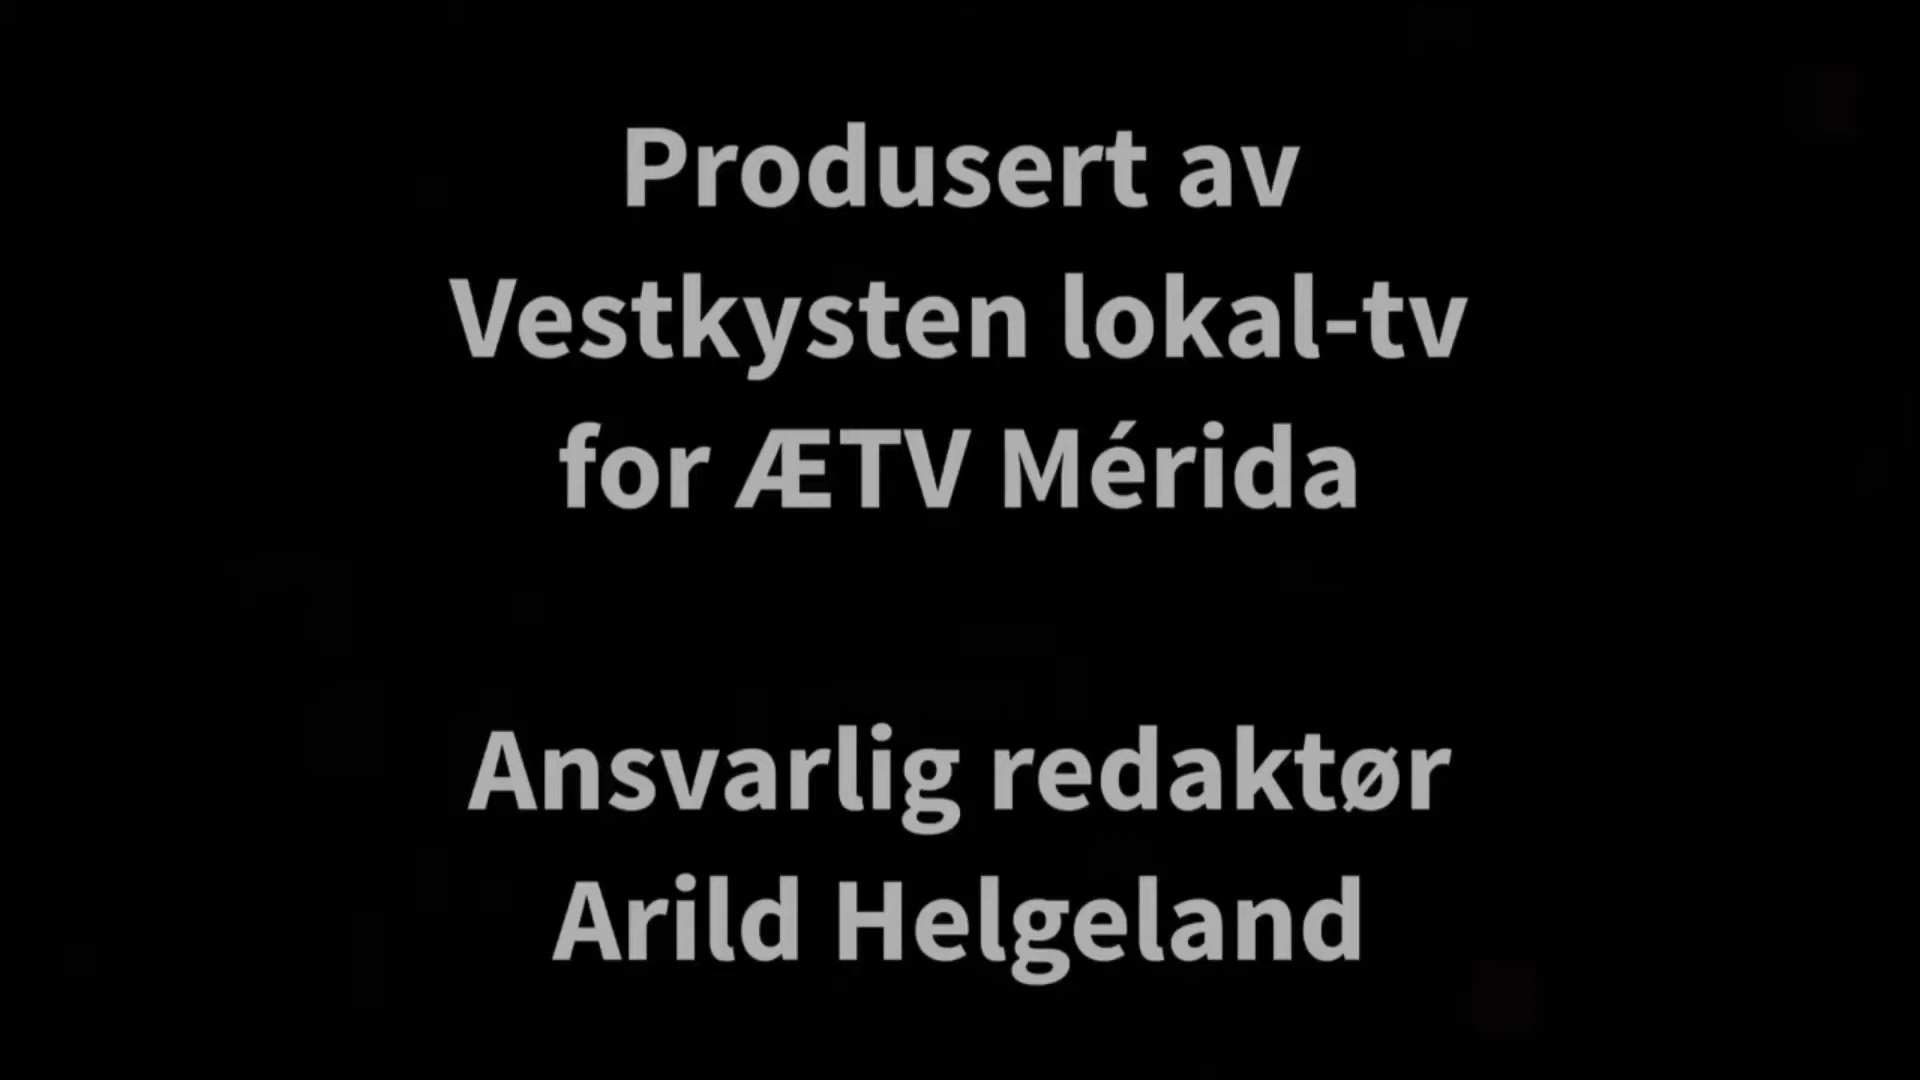 Produsert av
Vestkysten lokal-tv
for ÆTV Mérida
Ansvarlig redaktør
Arild Helgeland